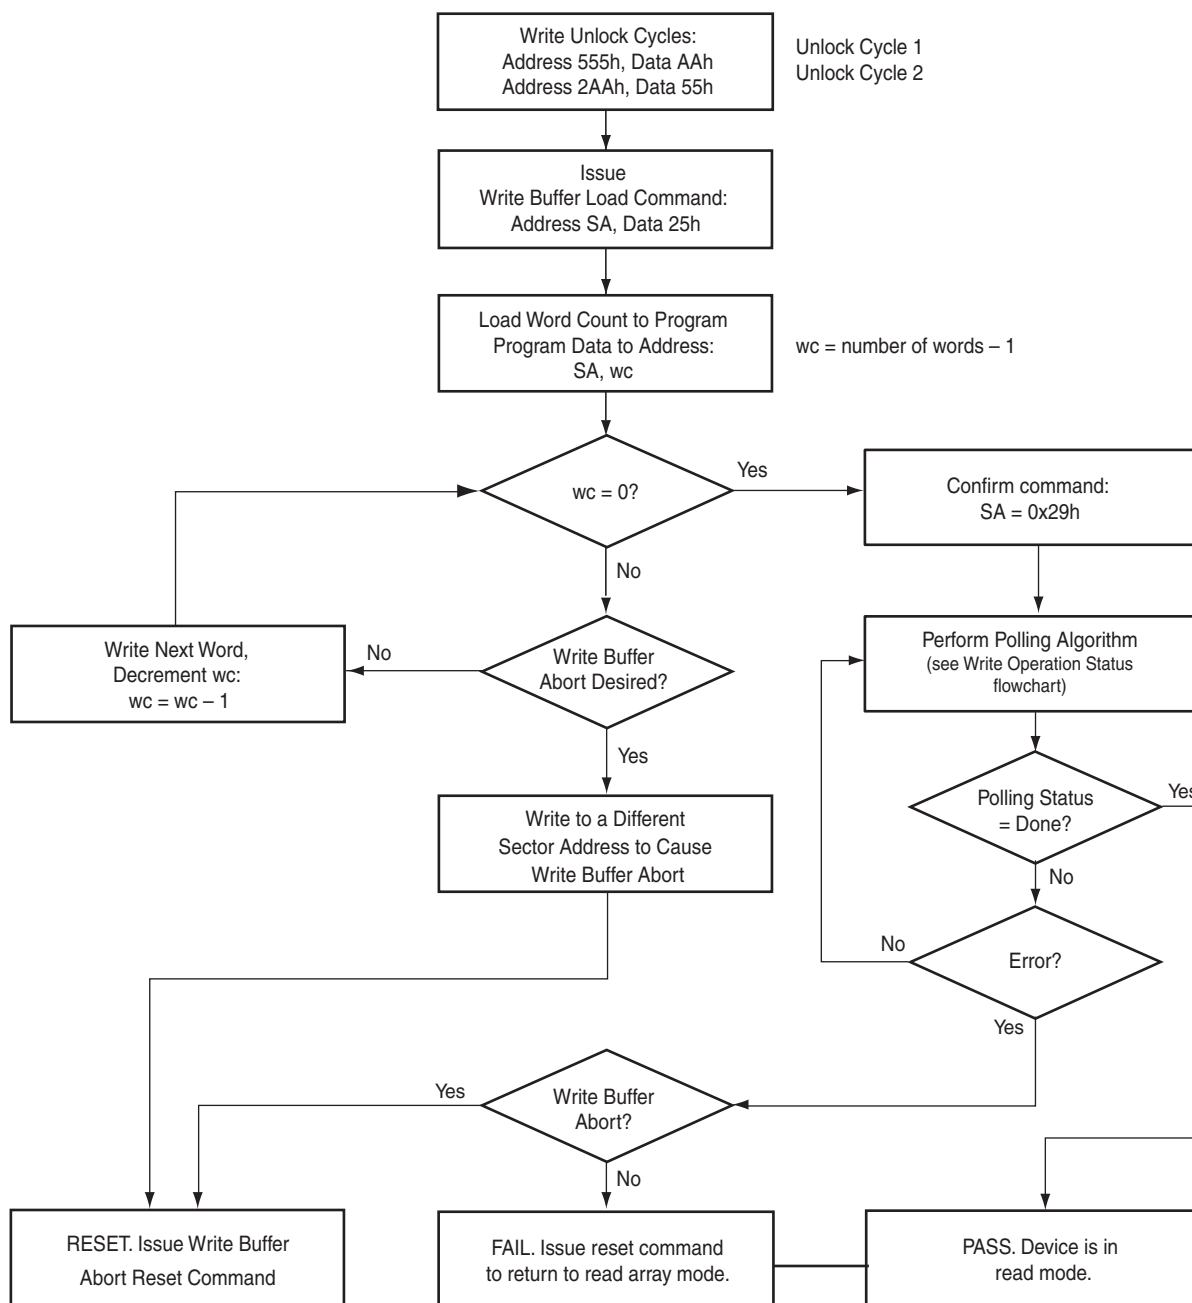 Write Unlock Cycles:
Address 555h, Data AAh
Address 2AAh, Data 55h
Unlock Cycle 1
Unlock Cycle 2
Issue
Write Buffer Load Command:
Address SA, Data 25h
Load Word Count to Program
Program Data to Address:
SA, wc
wc = number of words – 1
wc = 0?
Yes
Confirm command:
SA = 0x29h
No
Write Next Word,
Decrement wc:
wc = wc – 1
No
Write Buffer
Abort Desired?
Perform Polling Algorithm
(see Write Operation Status
flowchart)
Yes
Write to a Different
Sector Address to Cause
Write Buffer Abort
Polling Status
= Done?
Yes
No
No
Error?
Yes
Yes
Write Buffer
Abort?
No
RESET. Issue Write Buffer
Abort Reset Command
FAIL. Issue reset command
to return to read array mode.
PASS. Device is in
read mode.